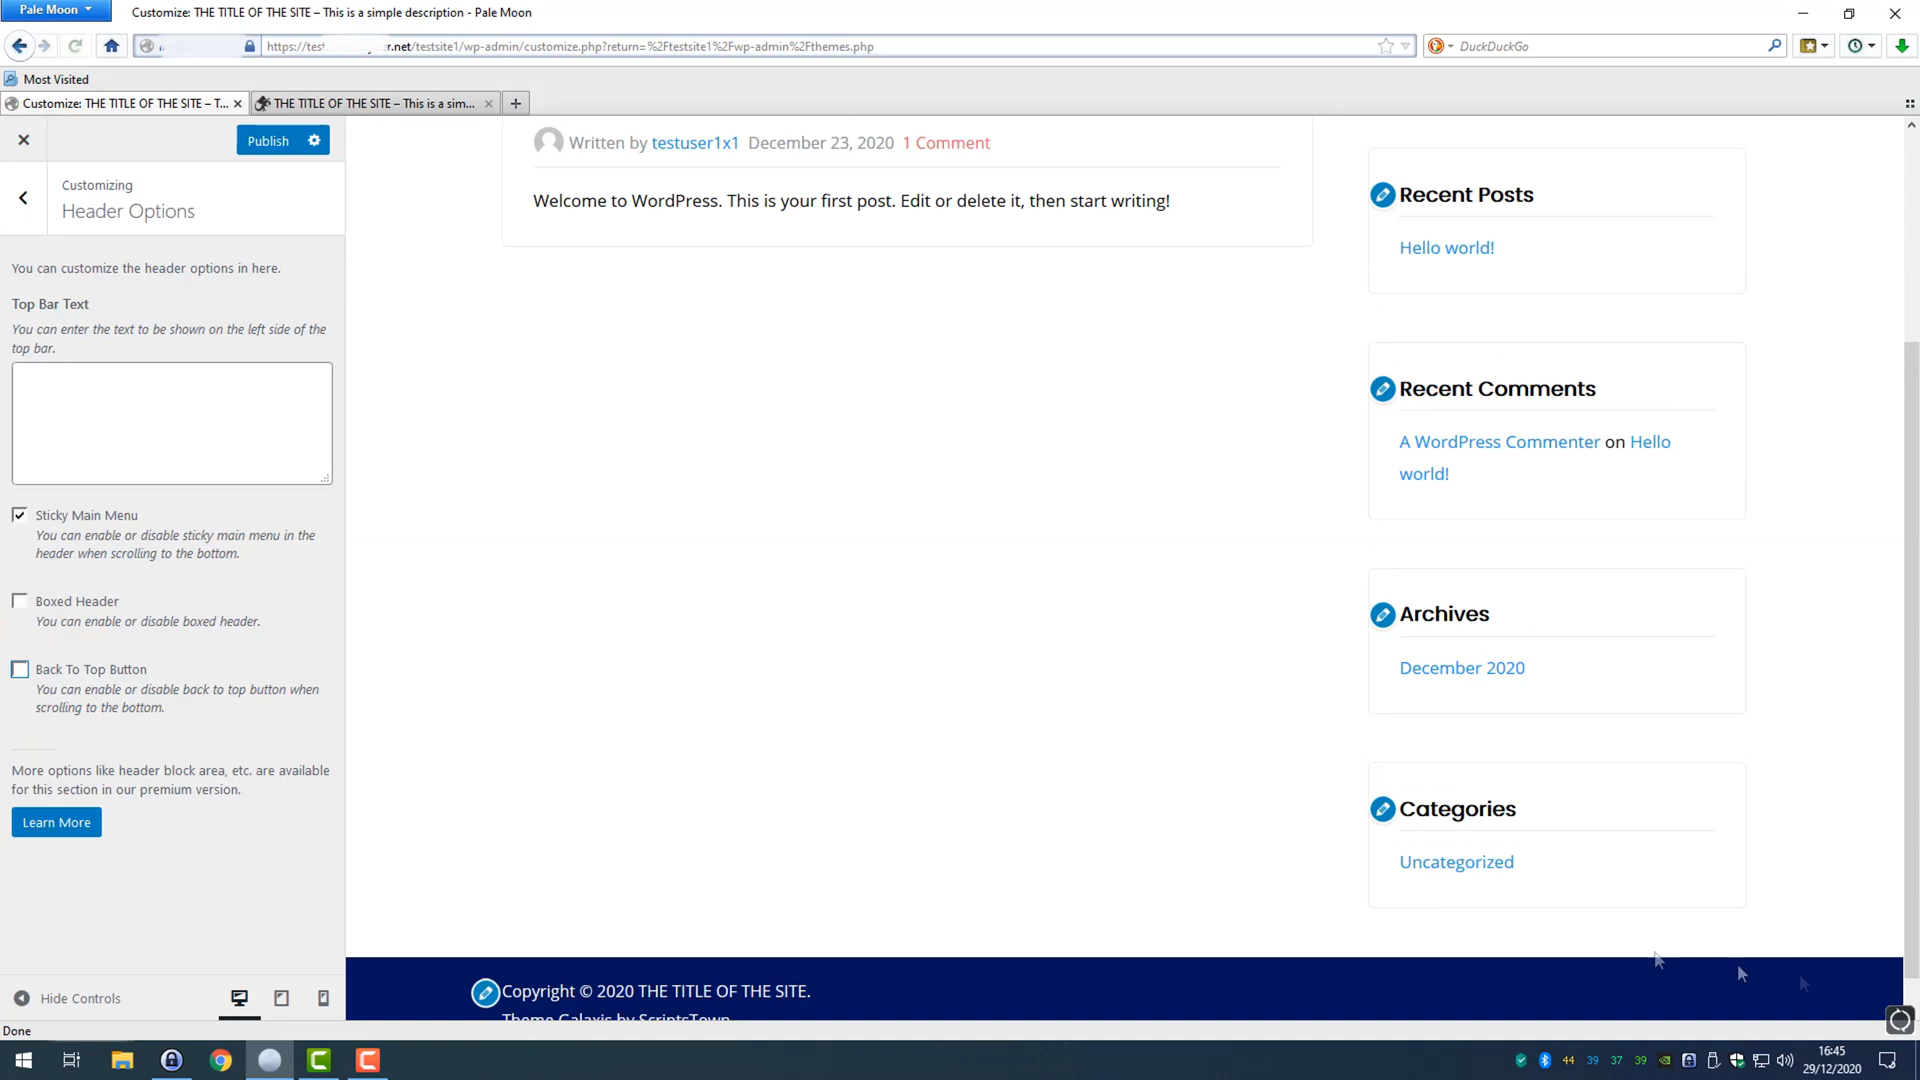 Pale Moon
Customize: THE TITLE OF THE SITE – This is a simple description - Pale Moon
https://test
r.net/testsite1/wp-admin/customize.php?return=%2Ftestsite1%2Fwp-admin%2Fthemes.php
DuckDuckGo
Most Visited
Customize: THE TITLE OF THE SITE – T...
THE TITLE OF THE SITE – This is a sim...
Publish
Customizing
Header Options
You can customize the header options in here.
Top Bar Text
You can enter the text to be shown on the left side of the
top bar.
Sticky Main Menu
You can enable or disable sticky main menu in the
header when scrolling to the bottom.
Boxed Header
You can enable or disable boxed header.
Back To Top Button
You can enable or disable back to top button when
scrolling to the bottom.
More options like header block area, etc. are available
for this section in our premium version.
Learn More
Hide Controls
Written by testuser1x1 December 23, 2020 1 Comment
Welcome to WordPress. This is your first post. Edit or delete it, then start writing!
Recent Posts
Hello world!
Recent Comments
A WordPress Commenter on Hello
world!
Archives
December 2020
Categories
Uncategorized
Copyright © 2020 THE TITLE OF THE SITE.
Theme Galaxis by ScriptsTown
Done
44 39 37 39
16:45
29/12/2020